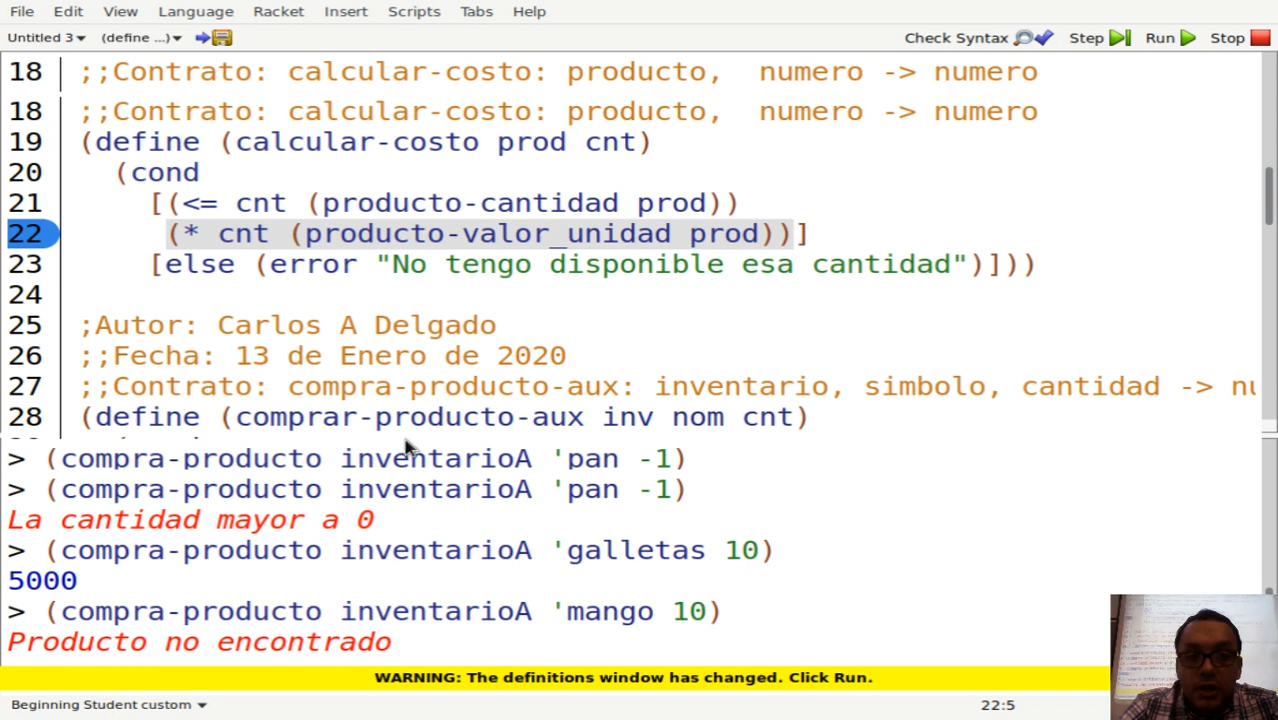 File Edit View Language Racket Insert Scripts Tabs Help
Untitled 3 (define ...) Check Syntax Step Run Stop
18 ;;Contrato: calcular-costo: producto, numero -> numero
18 ;;Contrato: calcular-costo: producto, numero -> numero
19 (define (calcular-costo prod cnt)
20 (cond
21 [(<= cnt (producto-cantidad prod))
22 (* cnt (producto-valor_unidad prod))]
23 [else (error "No tengo disponible esa cantidad")]))
24
25 ;Autor: Carlos A Delgado
26 ;;Fecha: 13 de Enero de 2020
27 ;;Contrato: compra-producto-aux: inventario, simbolo, cantidad -> nu
28 (define (comprar-producto-aux inv nom cnt)
> (compra-producto inventarioA 'pan -1)
> (compra-producto inventarioA 'pan -1)
La cantidad mayor a 0
> (compra-producto inventarioA 'galletas 10)
5000
> (compra-producto inventarioA 'mango 10)
Producto no encontrado
WARNING: The definitions window has changed. Click Run.
Beginning Student custom 22:5